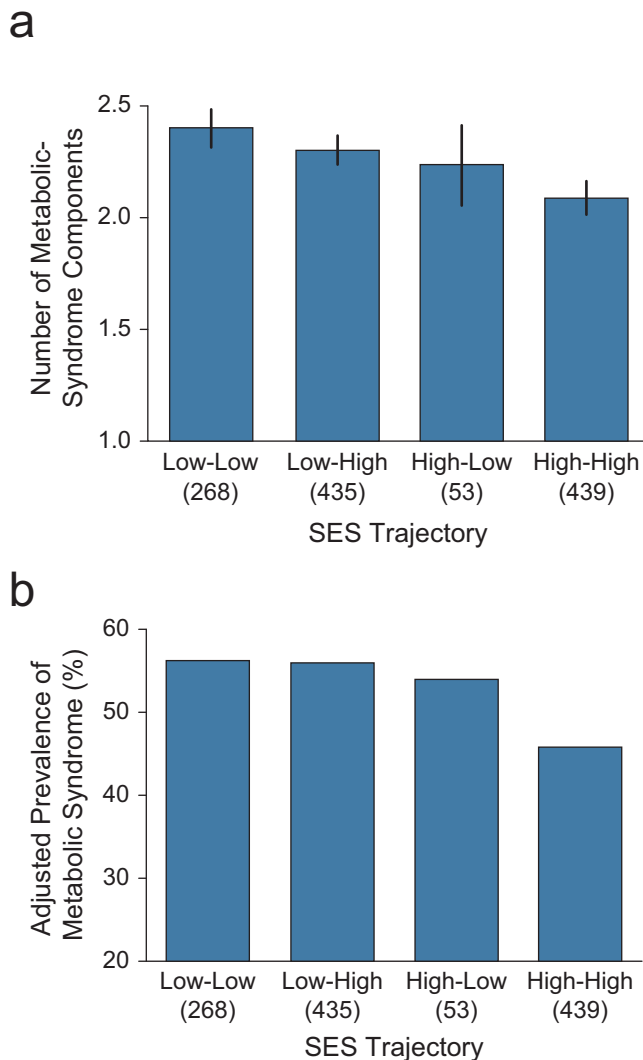 a
Number of Metabolic-
Syndrome Components
2.5
2.0
1.5
1.0
Low-Low Low-High High-Low High-High
(268) (435) (53) (439)
SES Trajectory
b
Adjusted Prevalence of
Metabolic Syndrome (%)
60
50
40
30
20
Low-Low Low-High High-Low High-High
(268) (435) (53) (439)
SES Trajectory